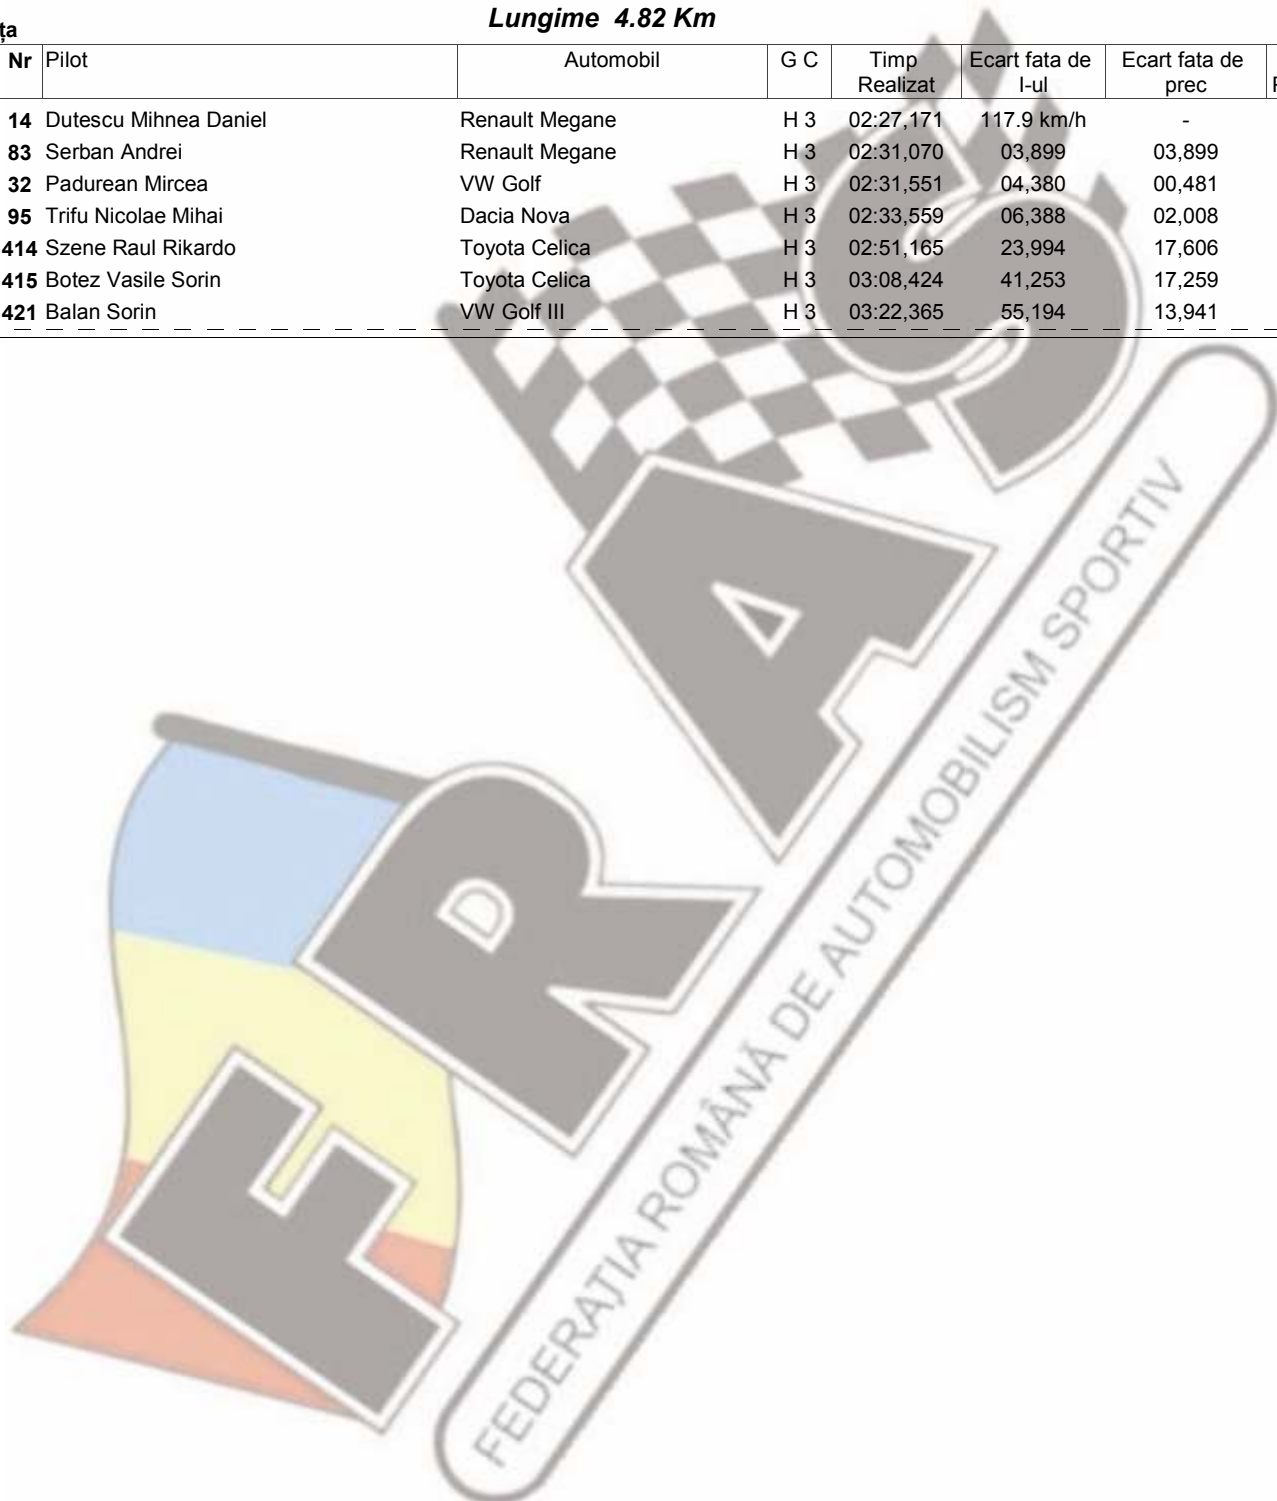 Lungime 4.82 Km
ța
Nr Pilot Automobil G C Timp Realizat Ecart fata de I-ul Ecart fata de prec
14 Dutescu Mihnea Daniel Renault Megane H 3 02:27,171 117.9 km/h -
83 Serban Andrei Renault Megane H 3 02:31,070 03,899 03,899
32 Padurean Mircea VW Golf H 3 02:31,551 04,380 00,481
95 Trifu Nicolae Mihai Dacia Nova H 3 02:33,559 06,388 02,008
414 Szene Raul Rikardo Toyota Celica H 3 02:51,165 23,994 17,606
415 Botez Vasile Sorin Toyota Celica H 3 03:08,424 41,253 17,259
421 Balan Sorin VW Golf III H 3 03:22,365 55,194 13,941
FRAS
FEDERAȚIA ROMÂNĂ DE AUTOMOBILISM SPORTIV